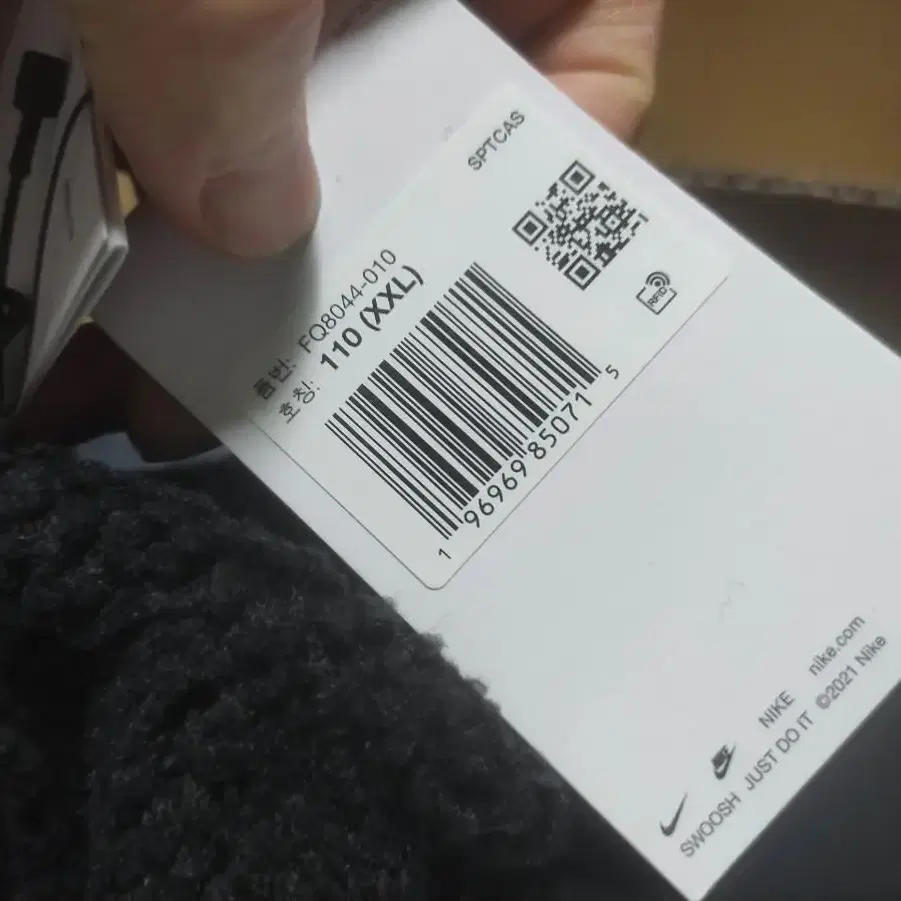 SPTCAS
품번: FQ8044-010
호칭: 110 (XXL)
1 96969 85071 5
RFID
NIKE nike.com
SWOOSH JUST DO IT ©2021 Nike